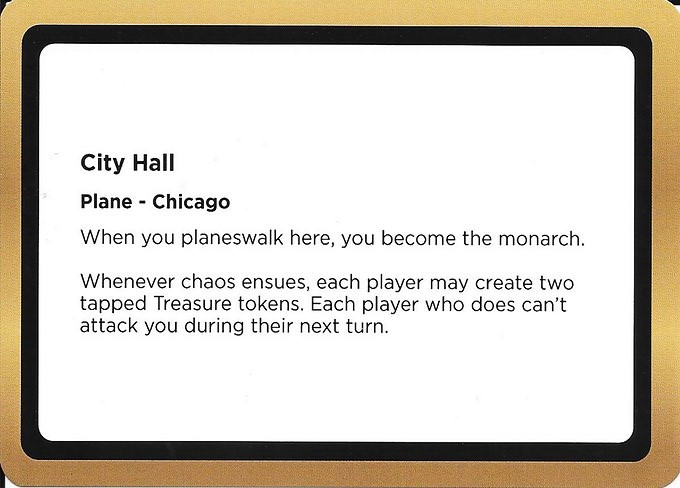 City Hall
Plane - Chicago
When you planeswalk here, you become the monarch.
Whenever chaos ensues, each player may create two
tapped Treasure tokens. Each player who does can't
attack you during their next turn.